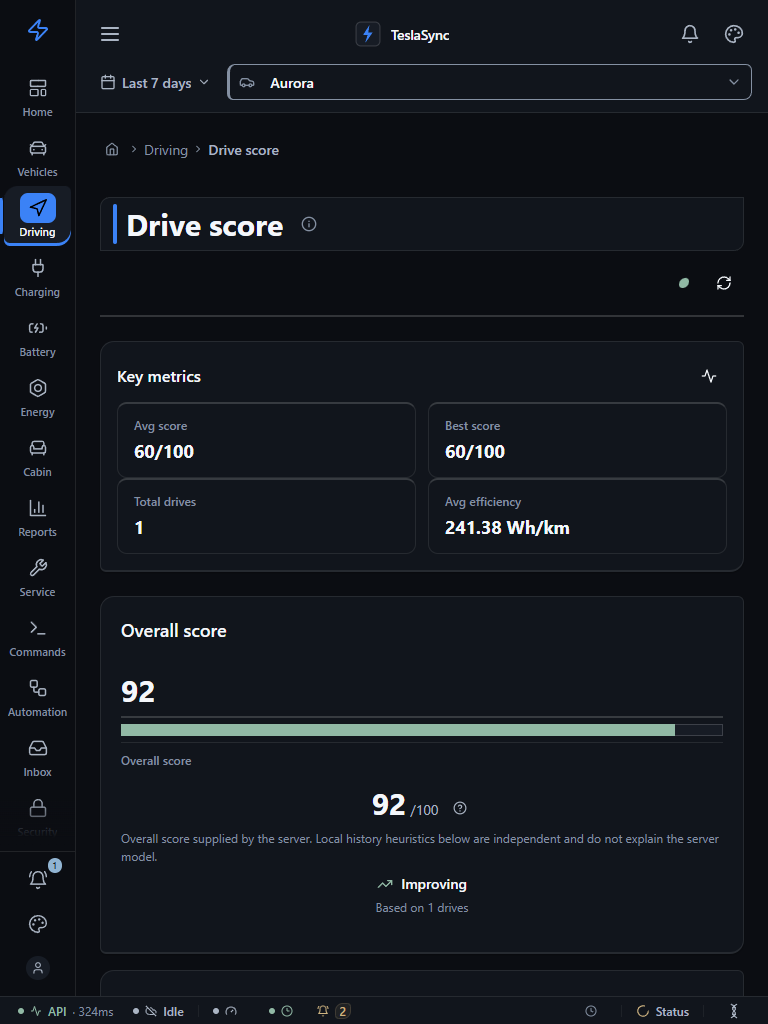 TeslaSync
Last 7 days
Aurora
Home
Vehicles
Driving
Charging
Battery
Energy
Cabin
Reports
Service
Commands
Automation
Inbox
Security
1
Driving
Drive score
Drive score
Key metrics
Avg score
60/100
Best score
60/100
Total drives
1
Avg efficiency
241.38 Wh/km
Overall score
92
Overall score
92 /100
Overall score supplied by the server. Local history heuristics below are independent and do not explain the server
model.
Improving
Based on 1 drives
API · 324ms
Idle
2
Status